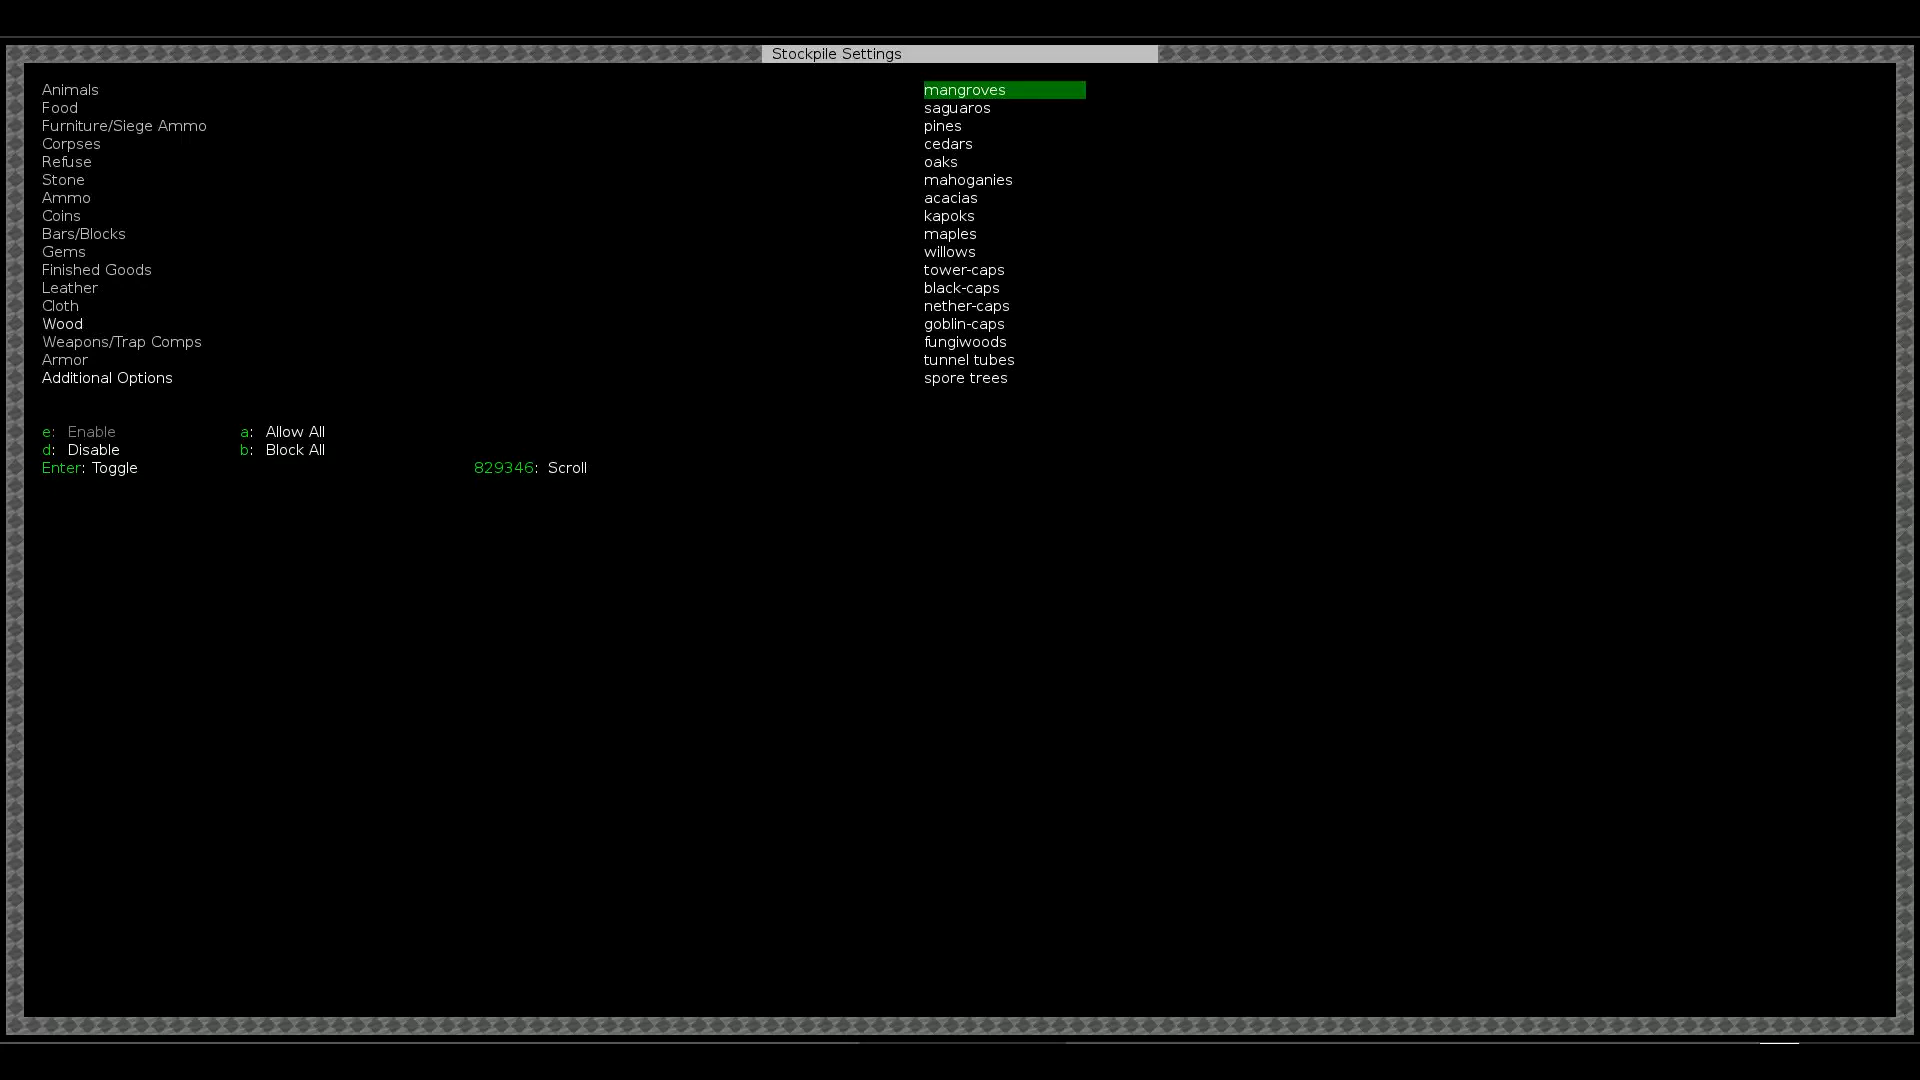 Stockpile Settings
Animals
Food
Furniture/Siege Ammo
Corpses
Refuse
Stone
Ammo
Coins
Bars/Blocks
Gems
Finished Goods
Leather
Cloth
Wood
Weapons/Trap Comps
Armor
Additional Options
mangroves
saguaros
pines
cedars
oaks
mahoganies
acacias
kapoks
maples
willows
tower-caps
black-caps
nether-caps
goblin-caps
fungiwoods
tunnel tubes
spore trees
e: Enable a: Allow All
d: Disable b: Block All
Enter: Toggle 829346: Scroll